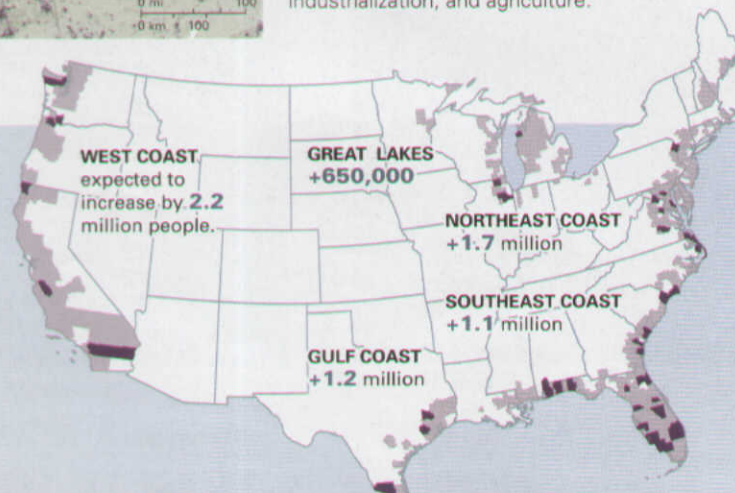 0 mi 100
0 km 100
industrialization, and agriculture.
WEST COAST
expected to
increase by 2.2
million people.
GREAT LAKES
+650,000
NORTHEAST COAST
+1.7 million
SOUTHEAST COAST
+1.1 million
GULF COAST
+1.2 million